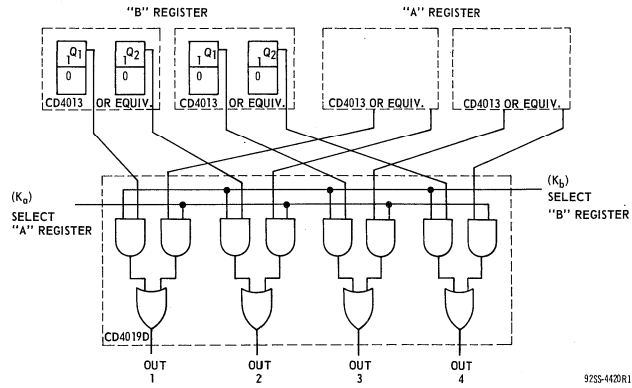 "B" REGISTER
"A" REGISTER
1 Q1
0
1 Q2
0
1 Q1
0
1 Q2
0
CD4013 OR EQUIV.
CD4013 OR EQUIV.
CD4013 OR EQUIV.
CD4013 OR EQUIV.
(Ka)
SELECT
"A" REGISTER
(Kb)
SELECT
"B" REGISTER
CD4019D
OUT
1
OUT
2
OUT
3
OUT
4
92SS-4420R1